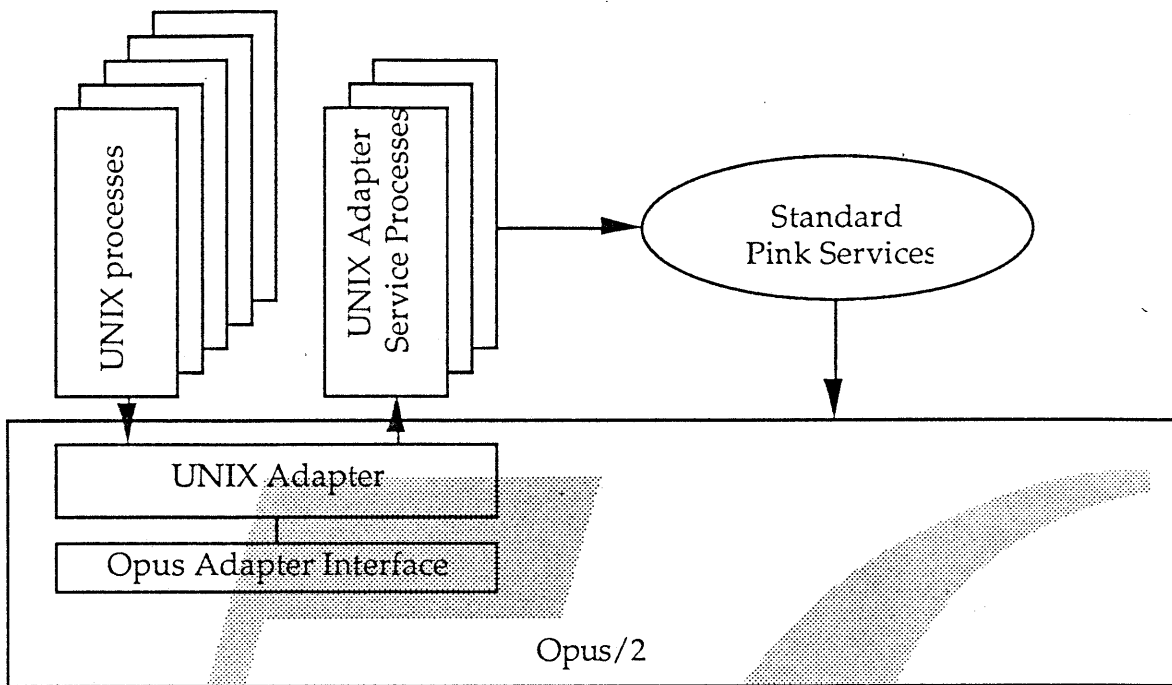 UNIX processes
UNIX Adapter
Service Processes
Standard
Pink Services
UNIX Adapter
Opus Adapter Interface
Opus/2